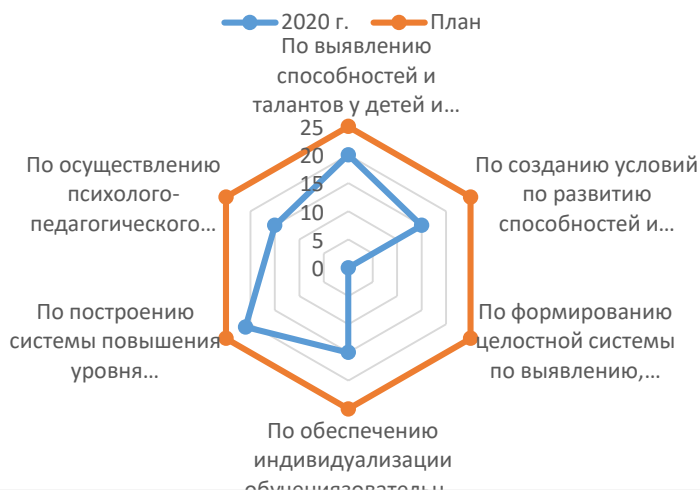 2020 г. План
По выявлению
способностей и
талантов у детей и...
25
20
15
10
5
0
По созданию условий
по развитию
способностей и...
По формированию
целостной системы
по выявлению,...
По обеспечению
индивидуализации
обучениязовательн...
По построению
системы повышения
уровня...
По осуществлению
психолого-
педагогического...